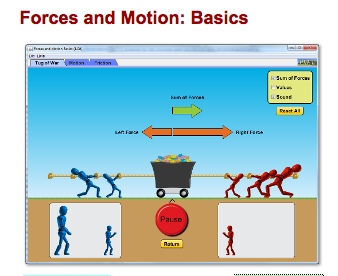 Forces and Motion: Basics
Tug of War Motion Friction
Sum of Forces
Values
Sound
Reset All
Sum of Forces
Left Force Right Force
Pause
Return